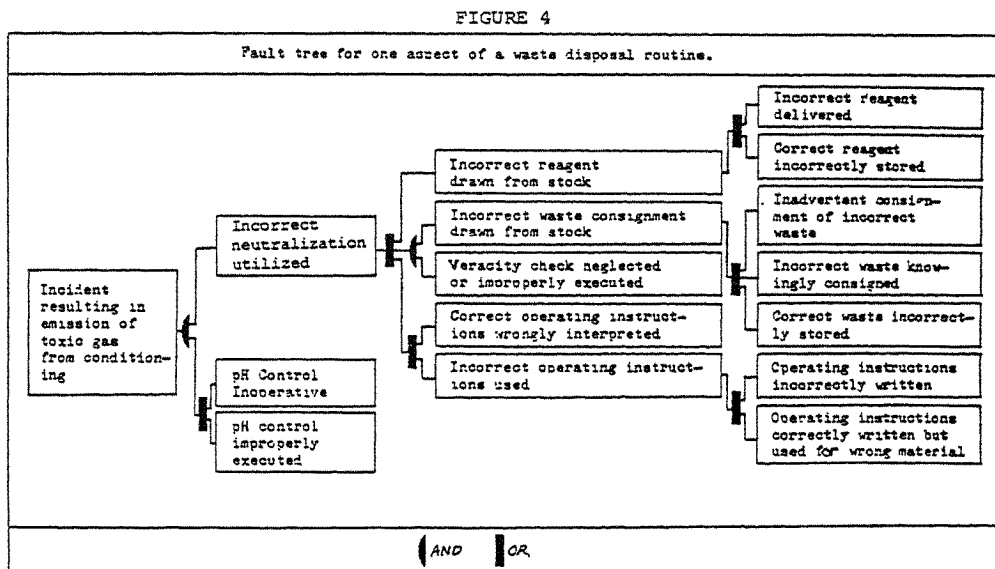 FIGURE 4
Fault tree for one aspect of a waste disposal routine.
Incident
resulting in
emission of
toxic gas
from condition-
ing
Incorrect
neutralization
utilized
pH Control
Inoperative
pH control
improperly
executed
Incorrect reagent
drawn from stock
Incorrect waste consignment
drawn from stock
Veracity check neglected
or improperly executed
Correct operating instruct-
ions wrongly interpreted
Incorrect operating instruct-
ions used
Incorrect reagent
delivered
Correct reagent
incorrectly stored
Inadvertent consign-
ment of incorrect
waste
Incorrect waste know-
ingly consigned
Correct waste incorrect-
ly stored
Operating instructions
incorrectly written
Operating instructions
correctly written but
used for wrong material
AND OR